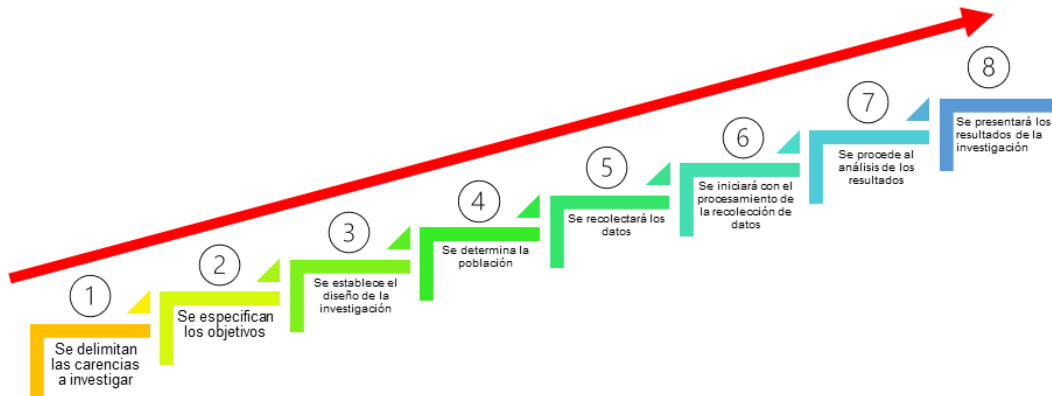 1
Se delimitan
las carencias
a investigar
2
Se especifican
los objetivos
3
Se establece el
diseño de la
investigación
4
Se determina la
población
5
Se recolectará los
datos
6
Se iniciará con el
procesamiento de
la recolección de
datos
7
Se procede al
análisis de los
resultados
8
Se presentará los
resultados de la
investigación